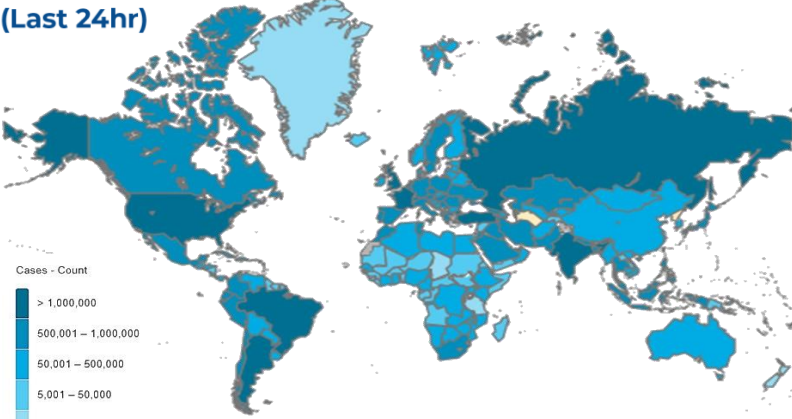 (Last 24hr)
Cases - Count
> 1,000,000
500,001 – 1,000,000
50,001 – 500,000
5,001 – 50,000